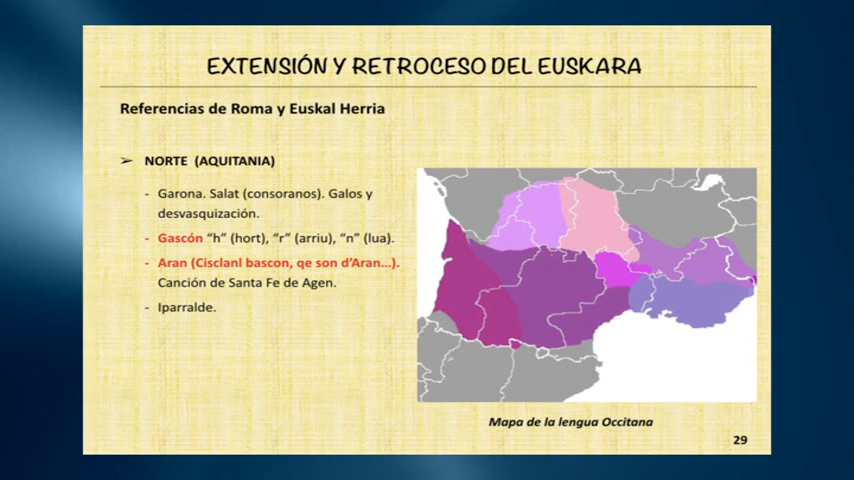 EXTENSIÓN Y RETROCESO DEL EUSKARA
Referencias de Roma y Euskal Herria
➢ NORTE (AQUITANIA)
- Garona. Salat (consoranos). Galos y
desvasquización.
- Gascón “h” (hort), “r” (arriu), “n” (lua).
- Aran (Cisclanl bascon, qe son d’Aran…).
Canción de Santa Fe de Agen.
- Iparralde.
Mapa de la lengua Occitana
29